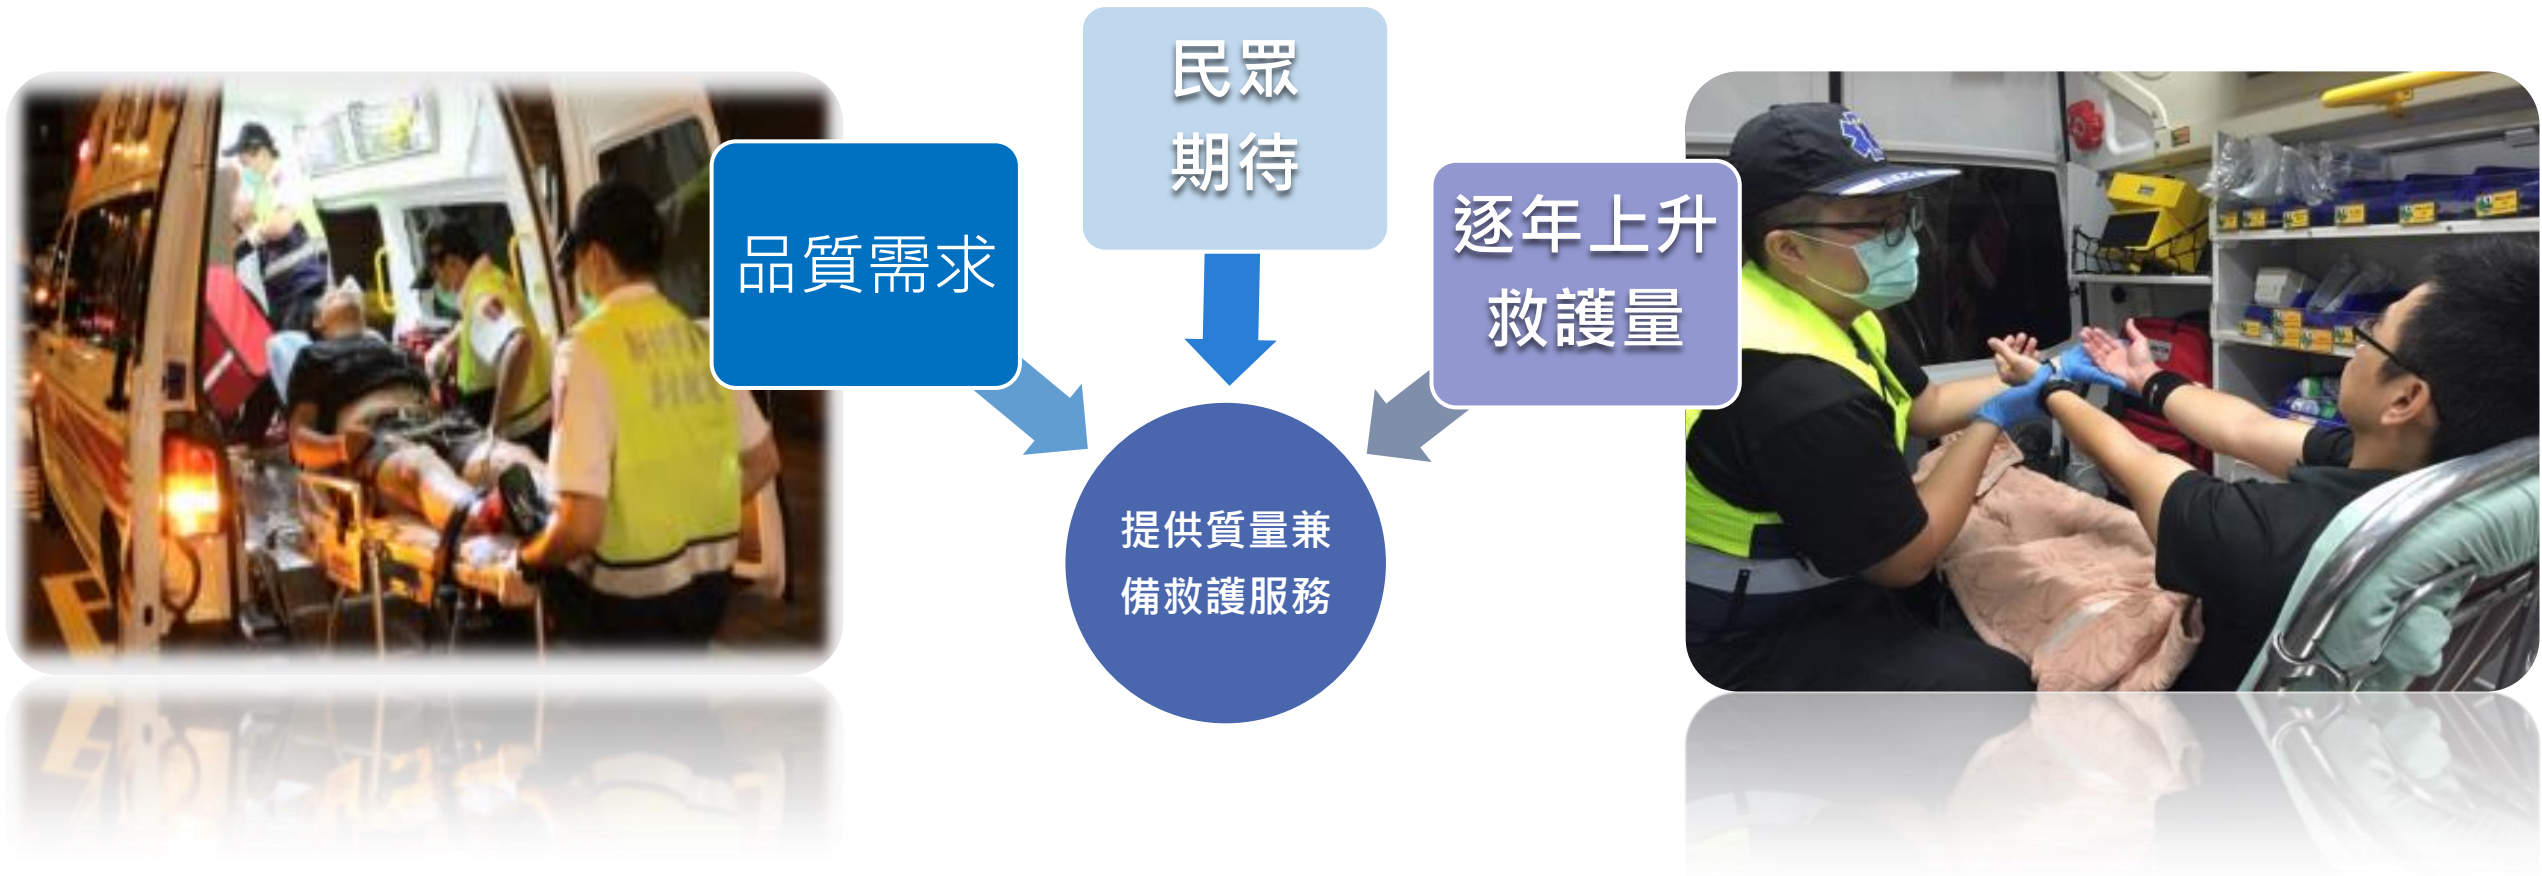 民眾
期待
品質需求
逐年上升
救護量
提供質量兼
備救護服務